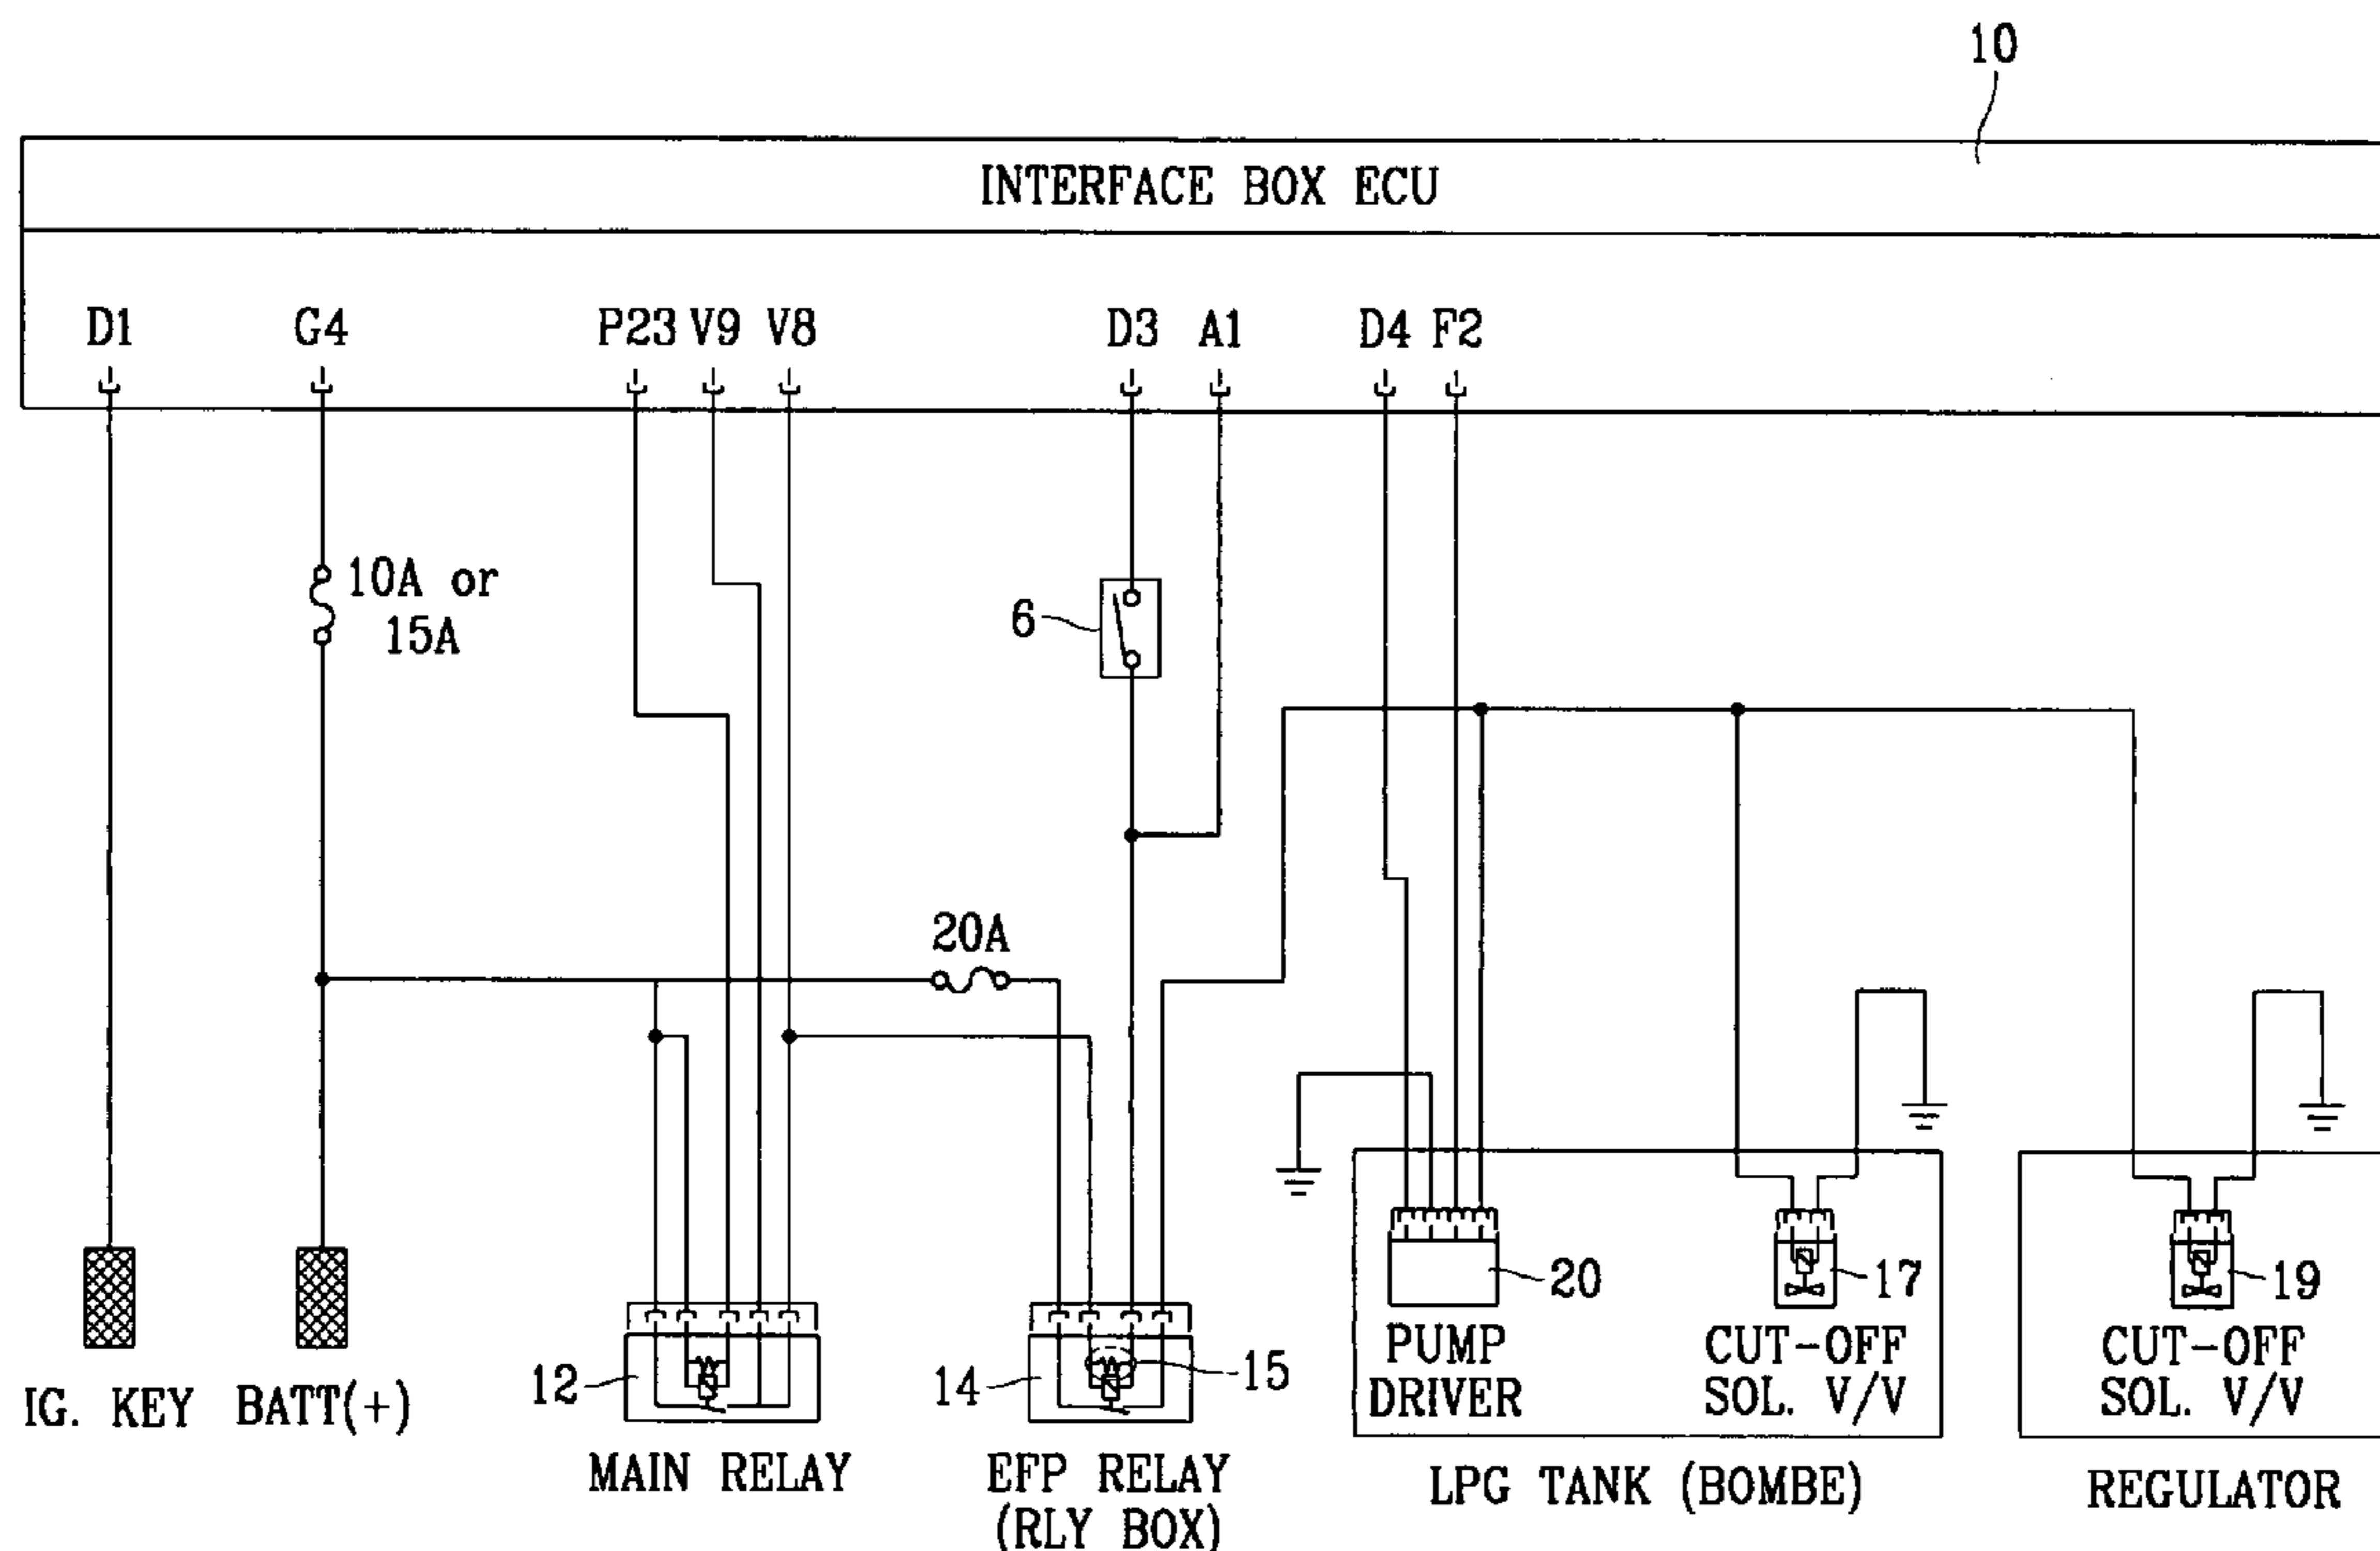 10
INTERFACE BOX ECU
D1 G4 P23 V9 V8 D3 A1 D4 F2
10A or
15A
6
20A
20
17
19
12
14
15
PUMP
DRIVER
CUT-OFF
SOL. V/V
CUT-OFF
SOL. V/V
IG. KEY BATT(+)
MAIN RELAY
EFP RELAY
(RLY BOX)
LPG TANK (BOMBE)
REGULATOR